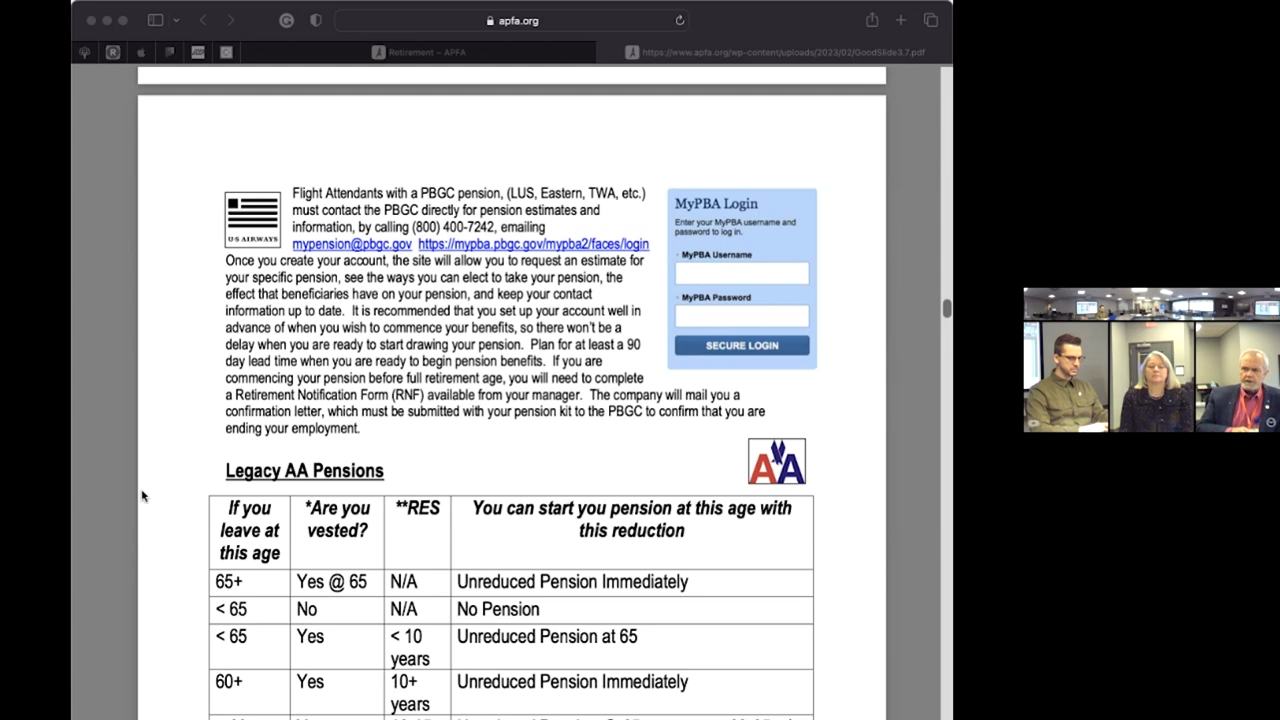 apfa.org
Retirement – APFA
https://www.apfa.org/wp-content/uploads/2023/02/GoodSlide3.7.pdf
Flight Attendants with a PBGC pension, (LUS, Eastern, TWA, etc.)
must contact the PBGC directly for pension estimates and
information, by calling (800) 400-7242, emailing
mypension@pbgc.gov https://mypba.pbgc.gov/mypba2/faces/login
U·S AIRWAYS
Once you create your account, the site will allow you to request an estimate for
your specific pension, see the ways you can elect to take your pension, the
effect that beneficiaries have on your pension, and keep your contact
information up to date. It is recommended that you set up your account well in
advance of when you wish to commence your benefits, so there won't be a
delay when you are ready to start drawing your pension. Plan for at least a 90
day lead time when you are ready to begin pension benefits. If you are
commencing your pension before full retirement age, you will need to complete
a Retirement Notification Form (RNF) available from your manager. The company will mail you a
confirmation letter, which must be submitted with your pension kit to the PBGC to confirm that you are
ending your employment.
MyPBA Login
Enter your MyPBA username and
password to log in.
* MyPBA Username
* MyPBA Password
SECURE LOGIN
Legacy AA Pensions
AA
If you leave at this age | *Are you vested? | **RES | You can start you pension at this age with this reduction
65+ | Yes @ 65 | N/A | Unreduced Pension Immediately
< 65 | No | N/A | No Pension
< 65 | Yes | < 10 years | Unreduced Pension at 65
60+ | Yes | 10+ years | Unreduced Pension Immediately